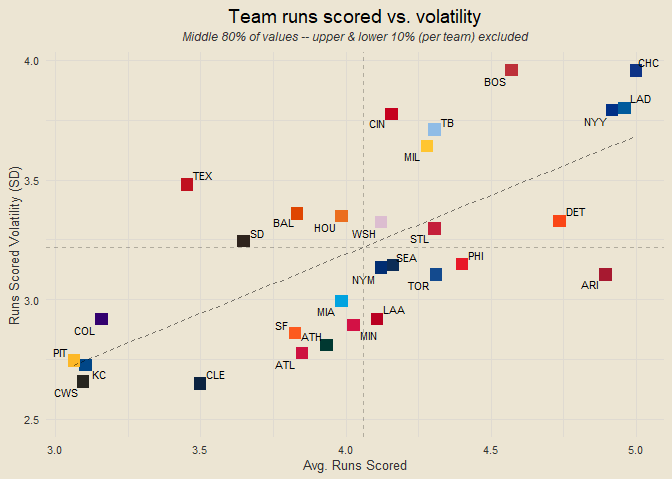 Team runs scored vs. volatility
Middle 80% of values -- upper & lower 10% (per team) excluded
Runs Scored Volatility (SD)
4.0
3.5
3.0
2.5
CHC
BOS
LAD
NYY
CIN
TB
MIL
TEX
DET
BAL
HOU
WSH
STL
SD
SEA
PHI
NYM
TOR
ARI
MIA
LAA
COL
SF
ATH
MIN
PIT
ATL
KC
CLE
CWS
3.0
3.5
4.0
4.5
5.0
Avg. Runs Scored